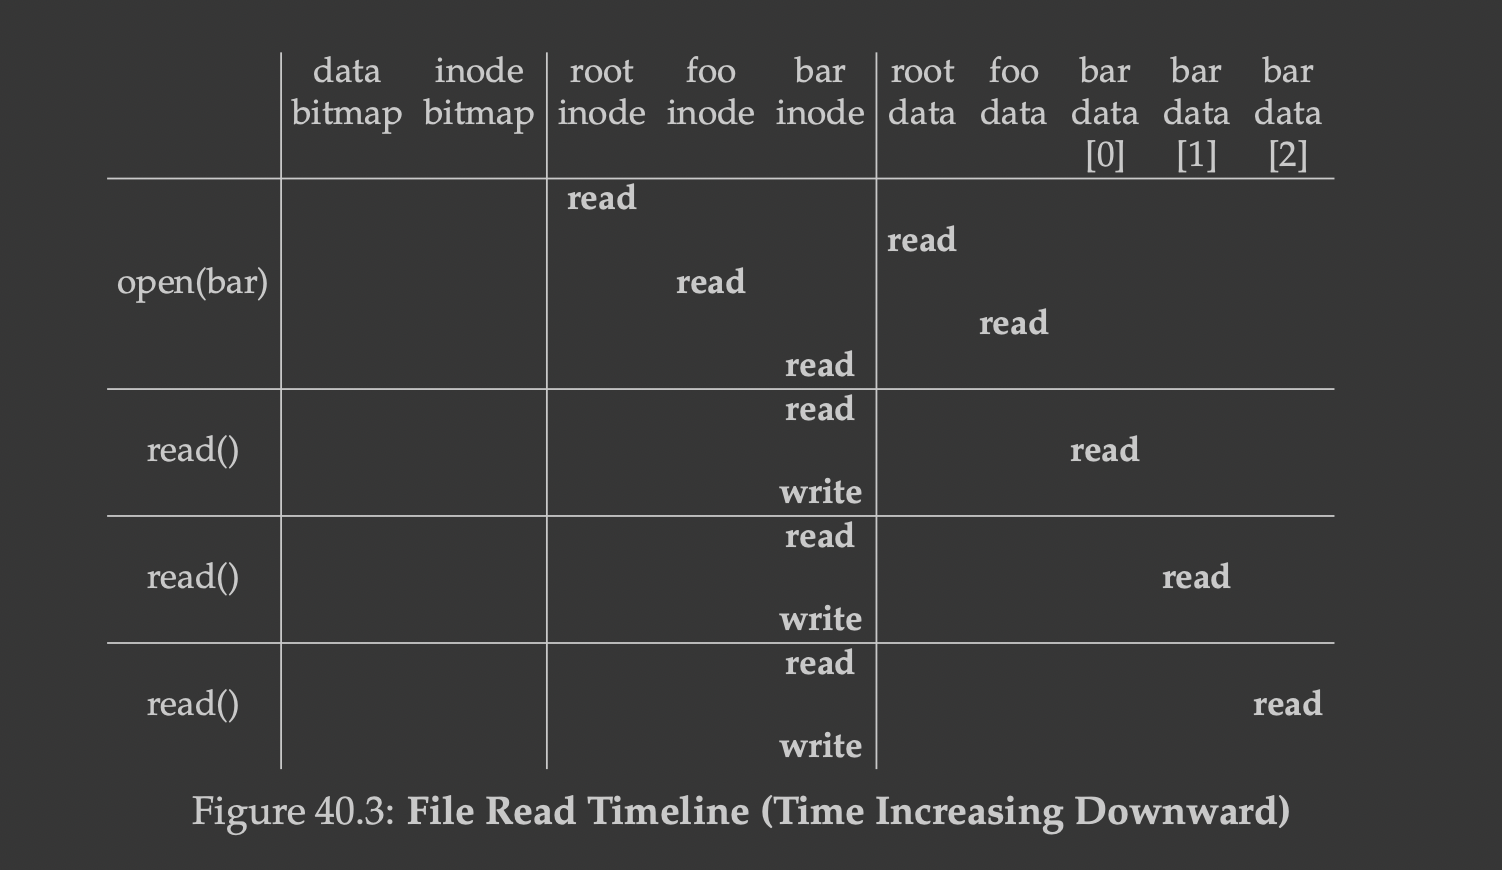 data inode root foo bar root foo bar bar bar
bitmap bitmap inode inode inode data data data data data
[0] [1] [2]
read
read
open(bar) read
read
read
read
read() read
write
read
read() read
write
read
read() read
write
Figure 40.3: File Read Timeline (Time Increasing Downward)